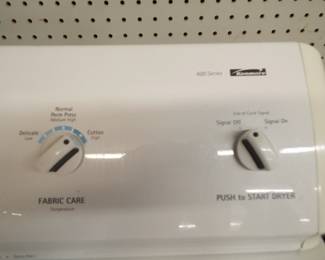 600 Series Kenmore
Normal
Perm Press
Medium High
Delicate
Low
Cotton
High
FABRIC CARE
Temperature
End of Cycle Signal
Signal Off
Signal On
PUSH to START DRYER